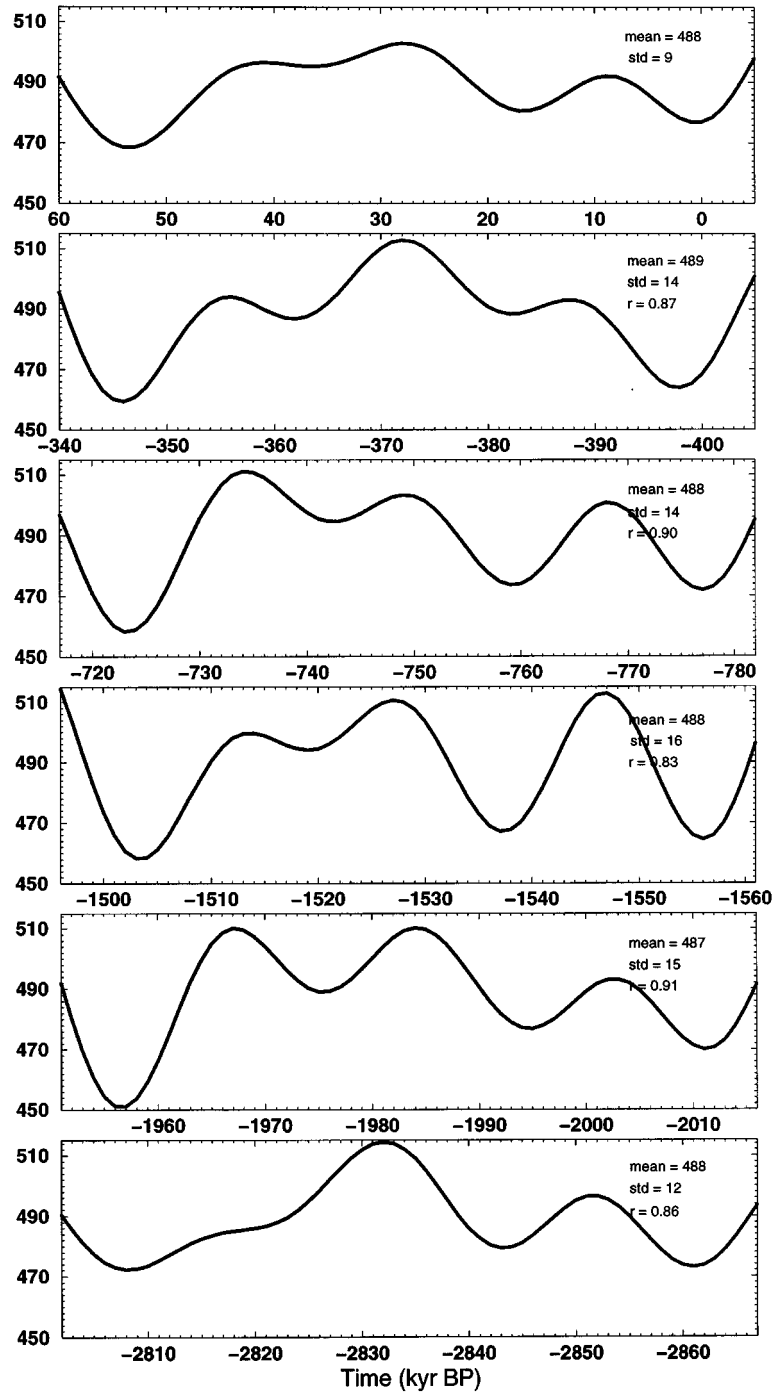 510
mean = 488
std = 9
490
470
450
60 50 40 30 20 10 0
510
mean = 489
std = 14
r = 0.87
490
470
450
−340 −350 −360 −370 −380 −390 −400
510
mean = 488
std = 14
r = 0.90
490
470
450
−720 −730 −740 −750 −760 −770 −780
510
mean = 488
std = 16
r = 0.83
490
470
450
−1500 −1510 −1520 −1530 −1540 −1550 −1560
510
mean = 487
std = 15
r = 0.91
490
470
450
−1960 −1970 −1980 −1990 −2000 −2010
510
mean = 488
std = 12
r = 0.86
490
470
450
−2810 −2820 −2830 −2840 −2850 −2860
Time (kyr BP)